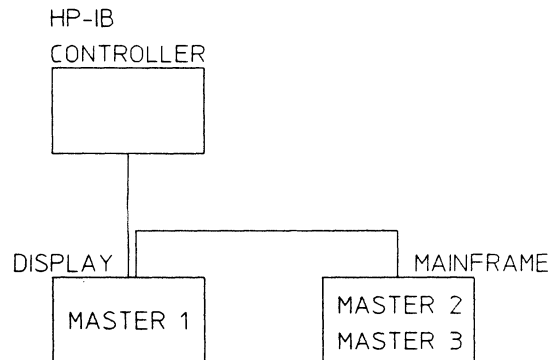 HP-IB
CONTROLLER
DISPLAY
MAINFRAME
MASTER 1
MASTER 2
MASTER 3